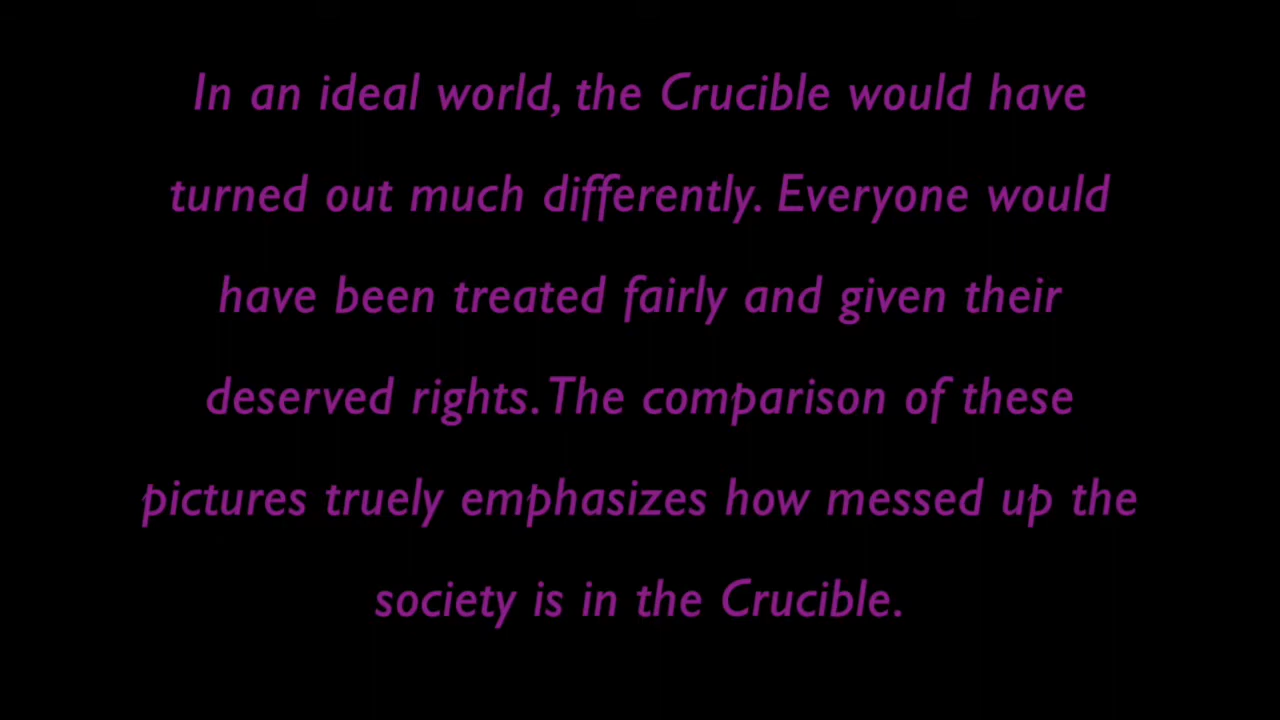 In an ideal world, the Crucible would have
turned out much differently. Everyone would
have been treated fairly and given their
deserved rights. The comparison of these
pictures truely emphasizes how messed up the
society is in the Crucible.